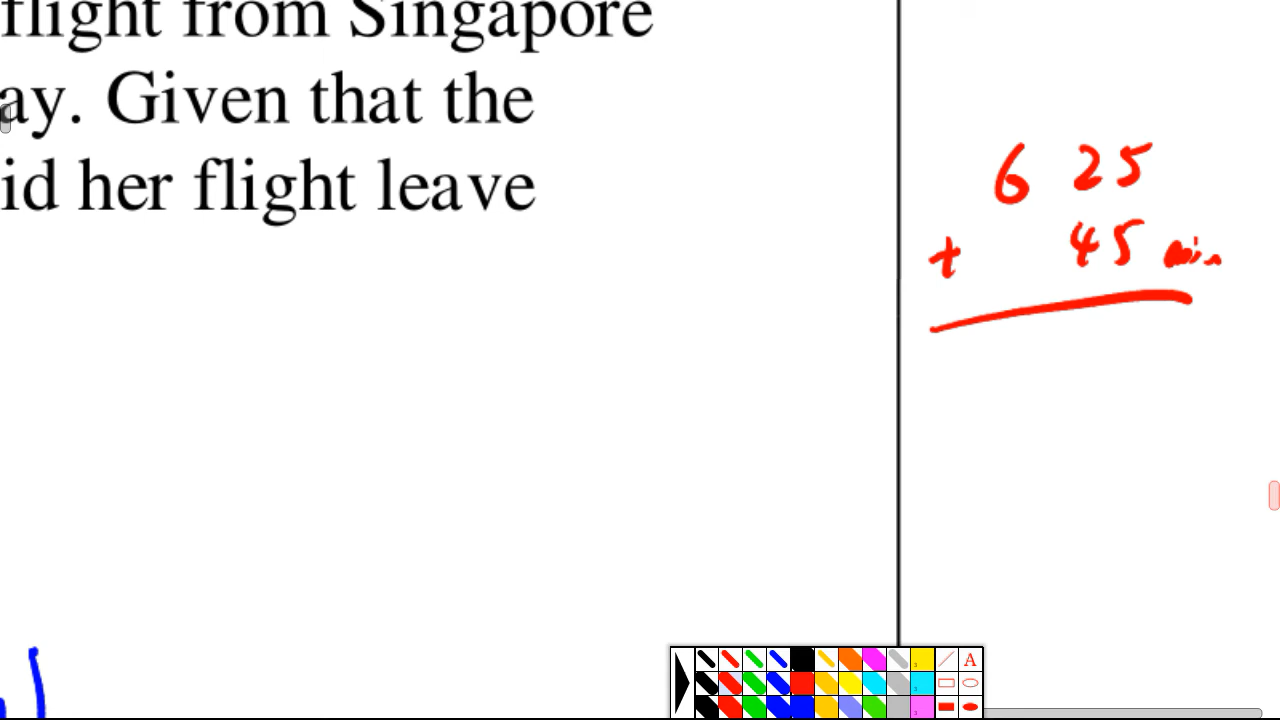 flight from Singapore
ay. Given that the
id her flight leave
6 25
+ 45 min
A